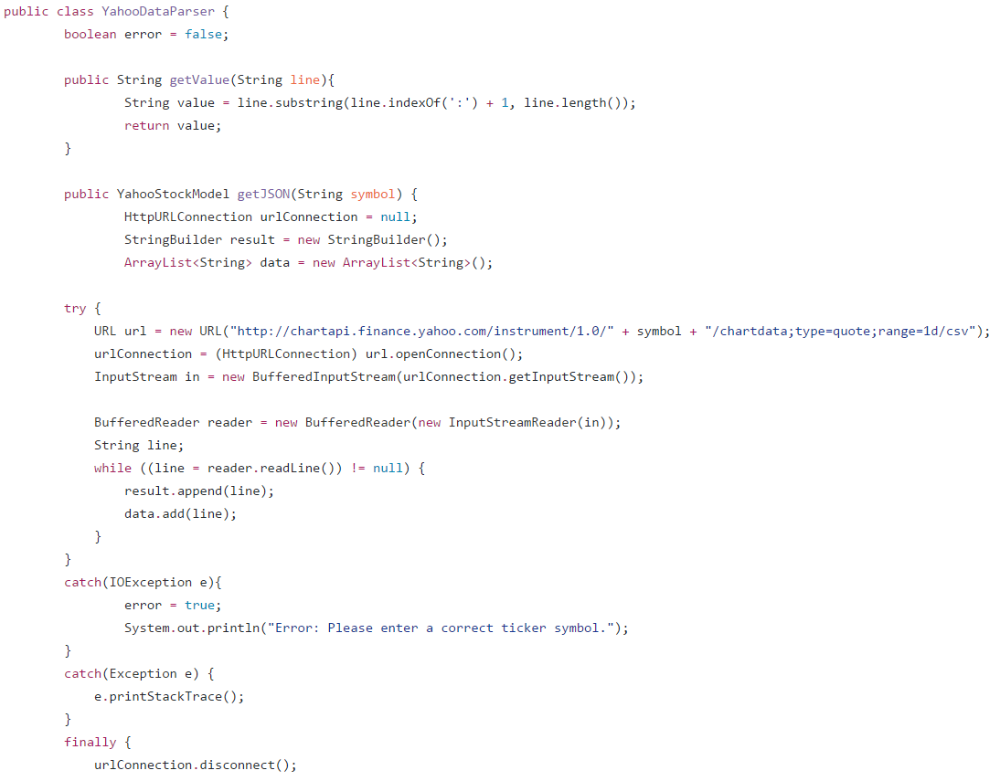 public class YahooDataParser {
boolean error = false;
public String getValue(String line){
String value = line.substring(line.indexOf(':') + 1, line.length());
return value;
}
public YahooStockModel getJSON(String symbol) {
HttpURLConnection urlConnection = null;
StringBuilder result = new StringBuilder();
ArrayList<String> data = new ArrayList<String>();
try {
URL url = new URL("http://chartapi.finance.yahoo.com/instrument/1.0/" + symbol + "/chartdata;type=quote;range=1d/csv");
urlConnection = (HttpURLConnection) url.openConnection();
InputStream in = new BufferedInputStream(urlConnection.getInputStream());
BufferedReader reader = new BufferedReader(new InputStreamReader(in));
String line;
while ((line = reader.readLine()) != null) {
result.append(line);
data.add(line);
}
}
catch(IOException e){
error = true;
System.out.println("Error: Please enter a correct ticker symbol.");
}
catch(Exception e) {
e.printStackTrace();
}
finally {
urlConnection.disconnect();